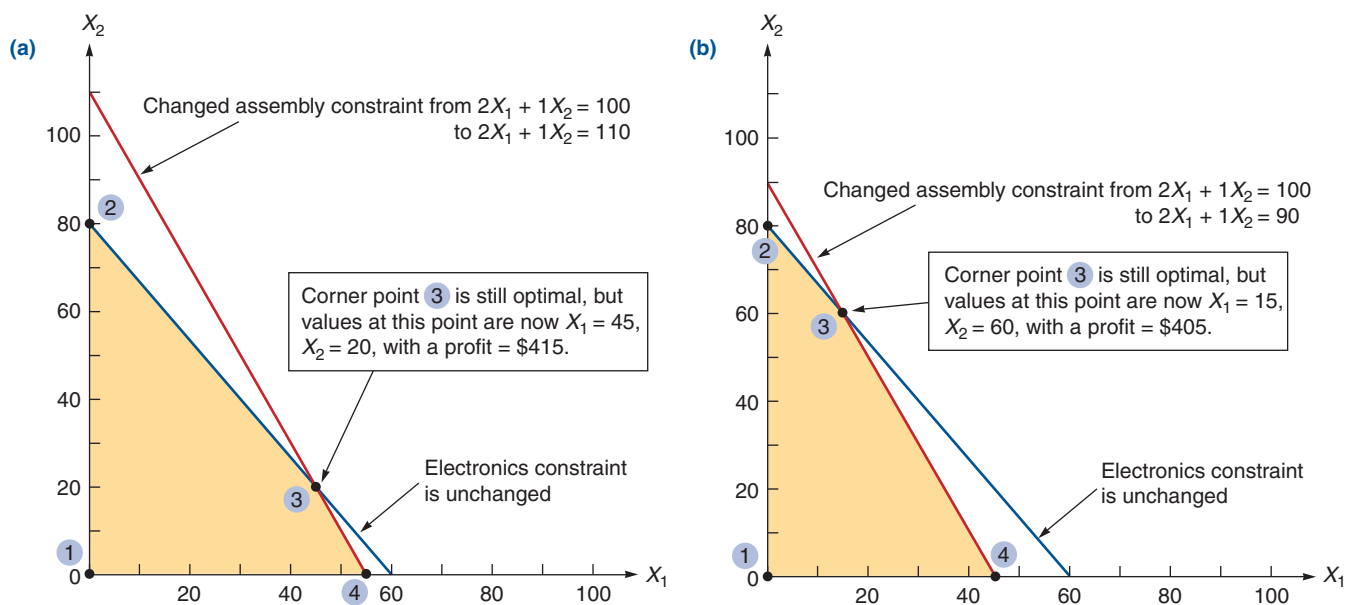 (a)
X₂
Changed assembly constraint from 2X₁ + 1X₂ = 100
to 2X₁ + 1X₂ = 110
100
80
60
40
20
0
2
Corner point 3 is still optimal, but
values at this point are now X₁ = 45,
X₂ = 20, with a profit = $415.
Electronics constraint
is unchanged
3
1
4
20
40
60
80
100
X₁
(b)
X₂
Changed assembly constraint from 2X₁ + 1X₂ = 100
to 2X₁ + 1X₂ = 90
100
80
60
40
20
0
2
Corner point 3 is still optimal, but
values at this point are now X₁ = 15,
X₂ = 60, with a profit = $405.
3
Electronics constraint
is unchanged
1
4
20
40
60
80
100
X₁